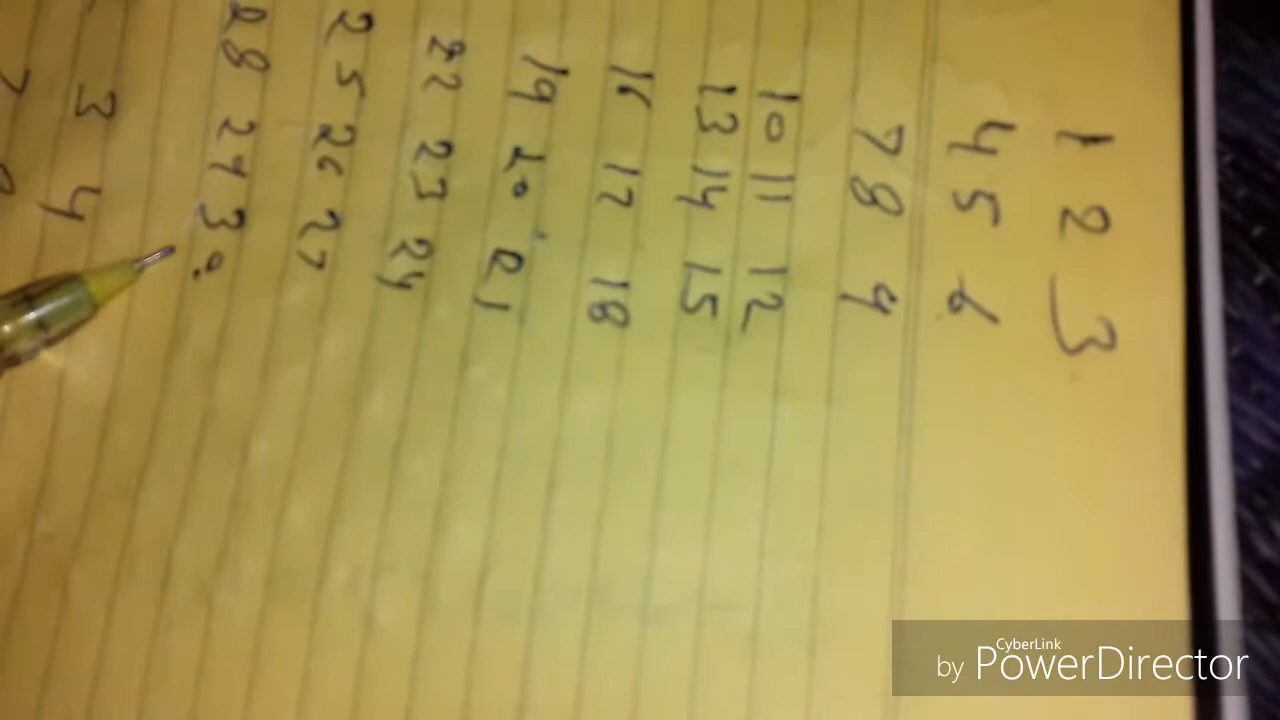 1 2 3
4 5 6
7 8 9
10 11 12
13 14 15
16 17 18
19 20 21
22 23 24
25 26 27
28 29 30
3 4
7
CyberLink
by PowerDirector